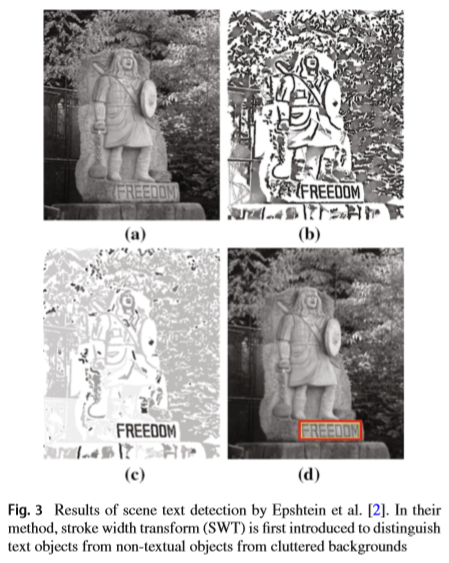 FREEDOM
FREEDOM
(a)
(b)
FREEDOM
FREEDOM
(c)
(d)
Fig. 3 Results of scene text detection by Epshtein et al. [2]. In their
method, stroke width transform (SWT) is first introduced to distinguish
text objects from non-textual objects from cluttered backgrounds